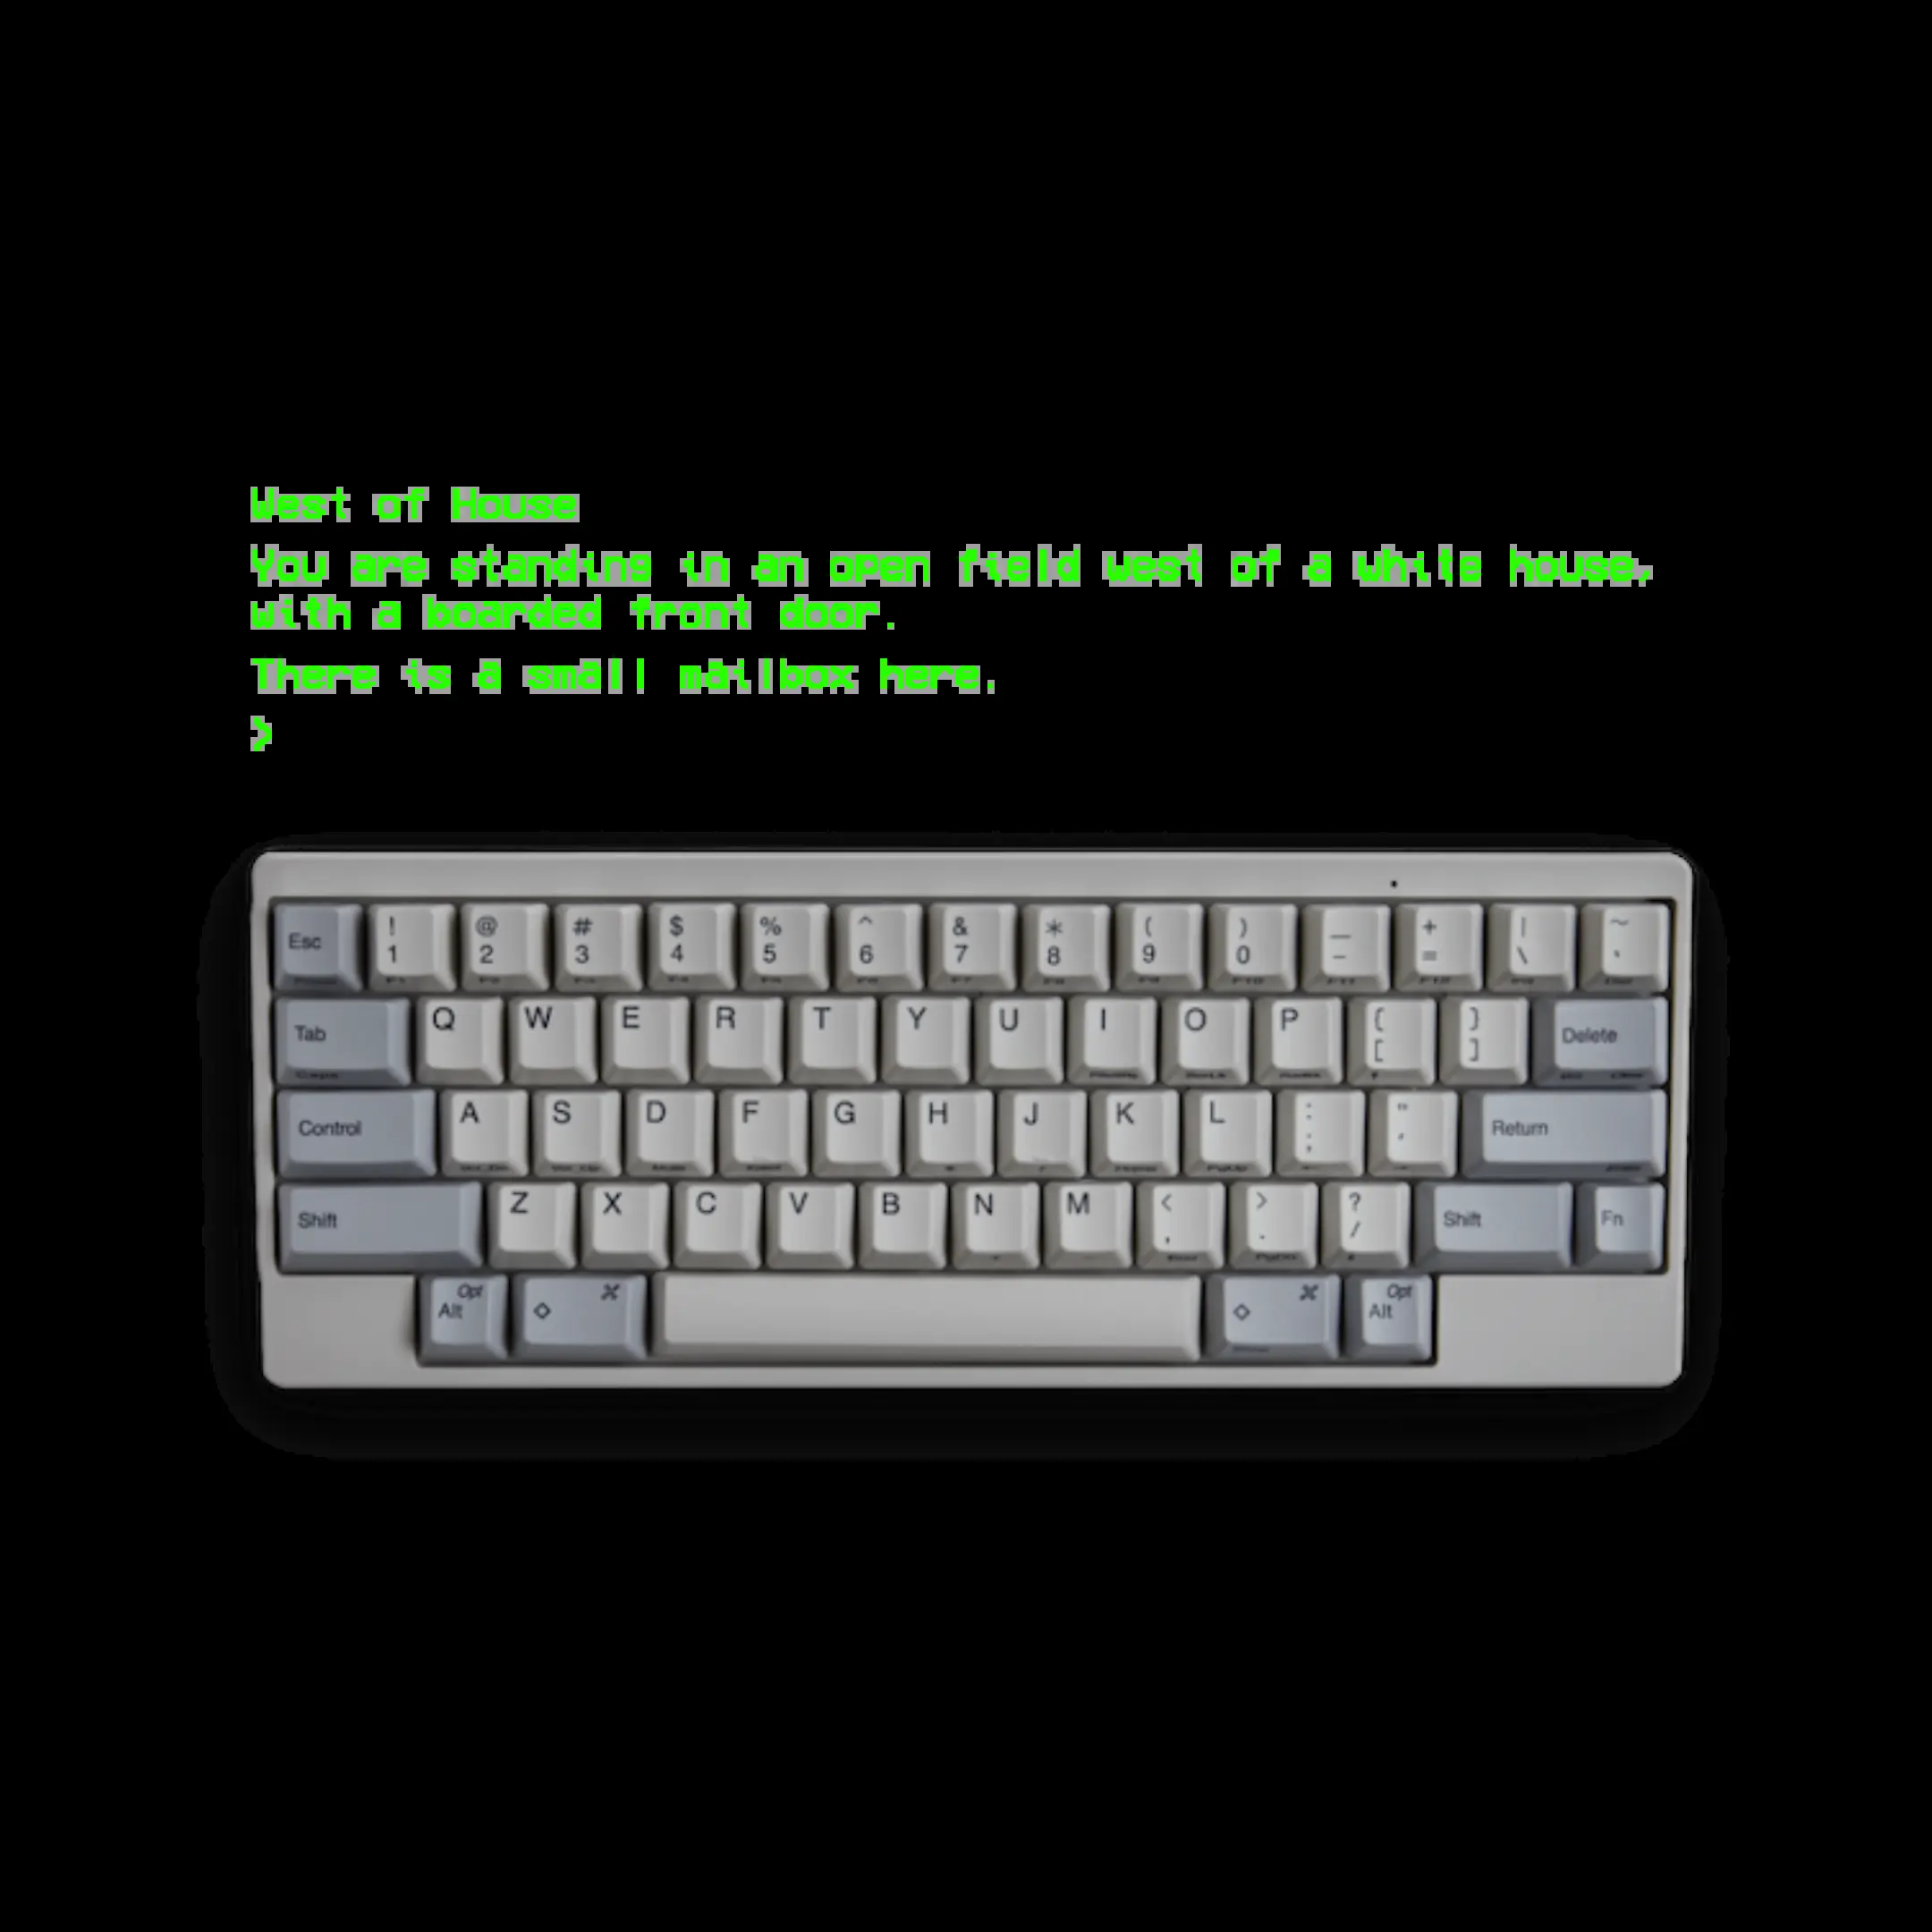 West of House
You are standing in an open field west of a white house,
with a boarded front door.
There is a small mailbox here.
>
Esc ! 1 @ 2 # 3 $ 4 % 5 ^ 6 & 7 * 8 ( 9 ) 0 _ - + = | \ ~ `
Tab Q W E R T Y U I O P { [ } ] Delete
Control A S D F G H J K L : ; " ' Return
Shift Z X C V B N M < , > . ? / Shift Fn
Alt Opt ◇ ⌘ ◇ ⌘ Alt Opt